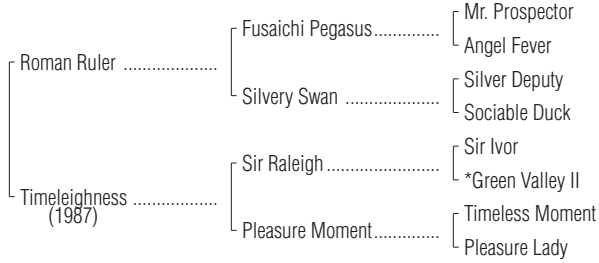 Mr. Prospector
Fusaichi Pegasus..............
Angel Fever
Roman Ruler ....................
Silver Deputy
Silvery Swan ....................
Sociable Duck
Sir Ivor
Sir Raleigh ........................
*Green Valley II
Timeleighness ..................
(1987)
Timeless Moment
Pleasure Moment..............
Pleasure Lady